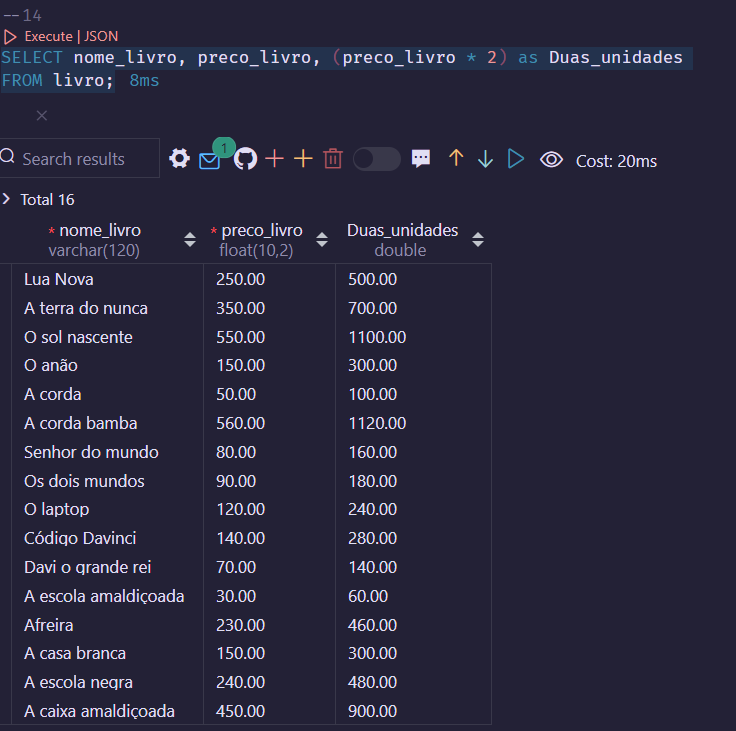 --14
Execute | JSON
SELECT nome_livro, preco_livro, (preco_livro * 2) as Duas_unidades
FROM livro; 8ms
Search results 1 Cost: 20ms
Total 16
* nome_livro * preco_livro Duas_unidades
varchar(120) float(10,2) double
Lua Nova 250.00 500.00
A terra do nunca 350.00 700.00
O sol nascente 550.00 1100.00
O anão 150.00 300.00
A corda 50.00 100.00
A corda bamba 560.00 1120.00
Senhor do mundo 80.00 160.00
Os dois mundos 90.00 180.00
O laptop 120.00 240.00
Código Davinci 140.00 280.00
Davi o grande rei 70.00 140.00
A escola amaldiçoada 30.00 60.00
Afreira 230.00 460.00
A casa branca 150.00 300.00
A escola negra 240.00 480.00
A caixa amaldiçoada 450.00 900.00